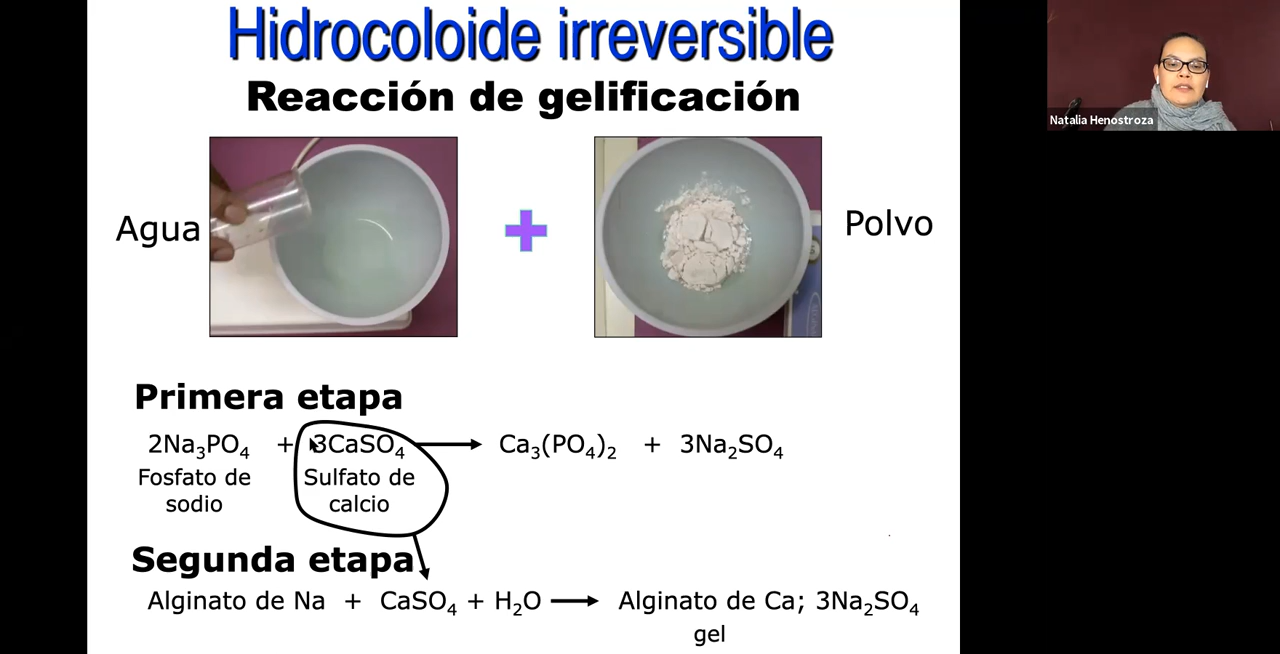 Hidrocoloide irreversible
Reacción de gelificación
Natalia Henostroza
Agua
Polvo
Primera etapa
2Na₃PO₄ + 3CaSO₄ ⟶ Ca₃(PO₄)₂ + 3Na₂SO₄
Fosfato de sodio
Sulfato de calcio
Segunda etapa
Alginato de Na + CaSO₄ + H₂O ⟶ Alginato de Ca; 3Na₂SO₄
gel